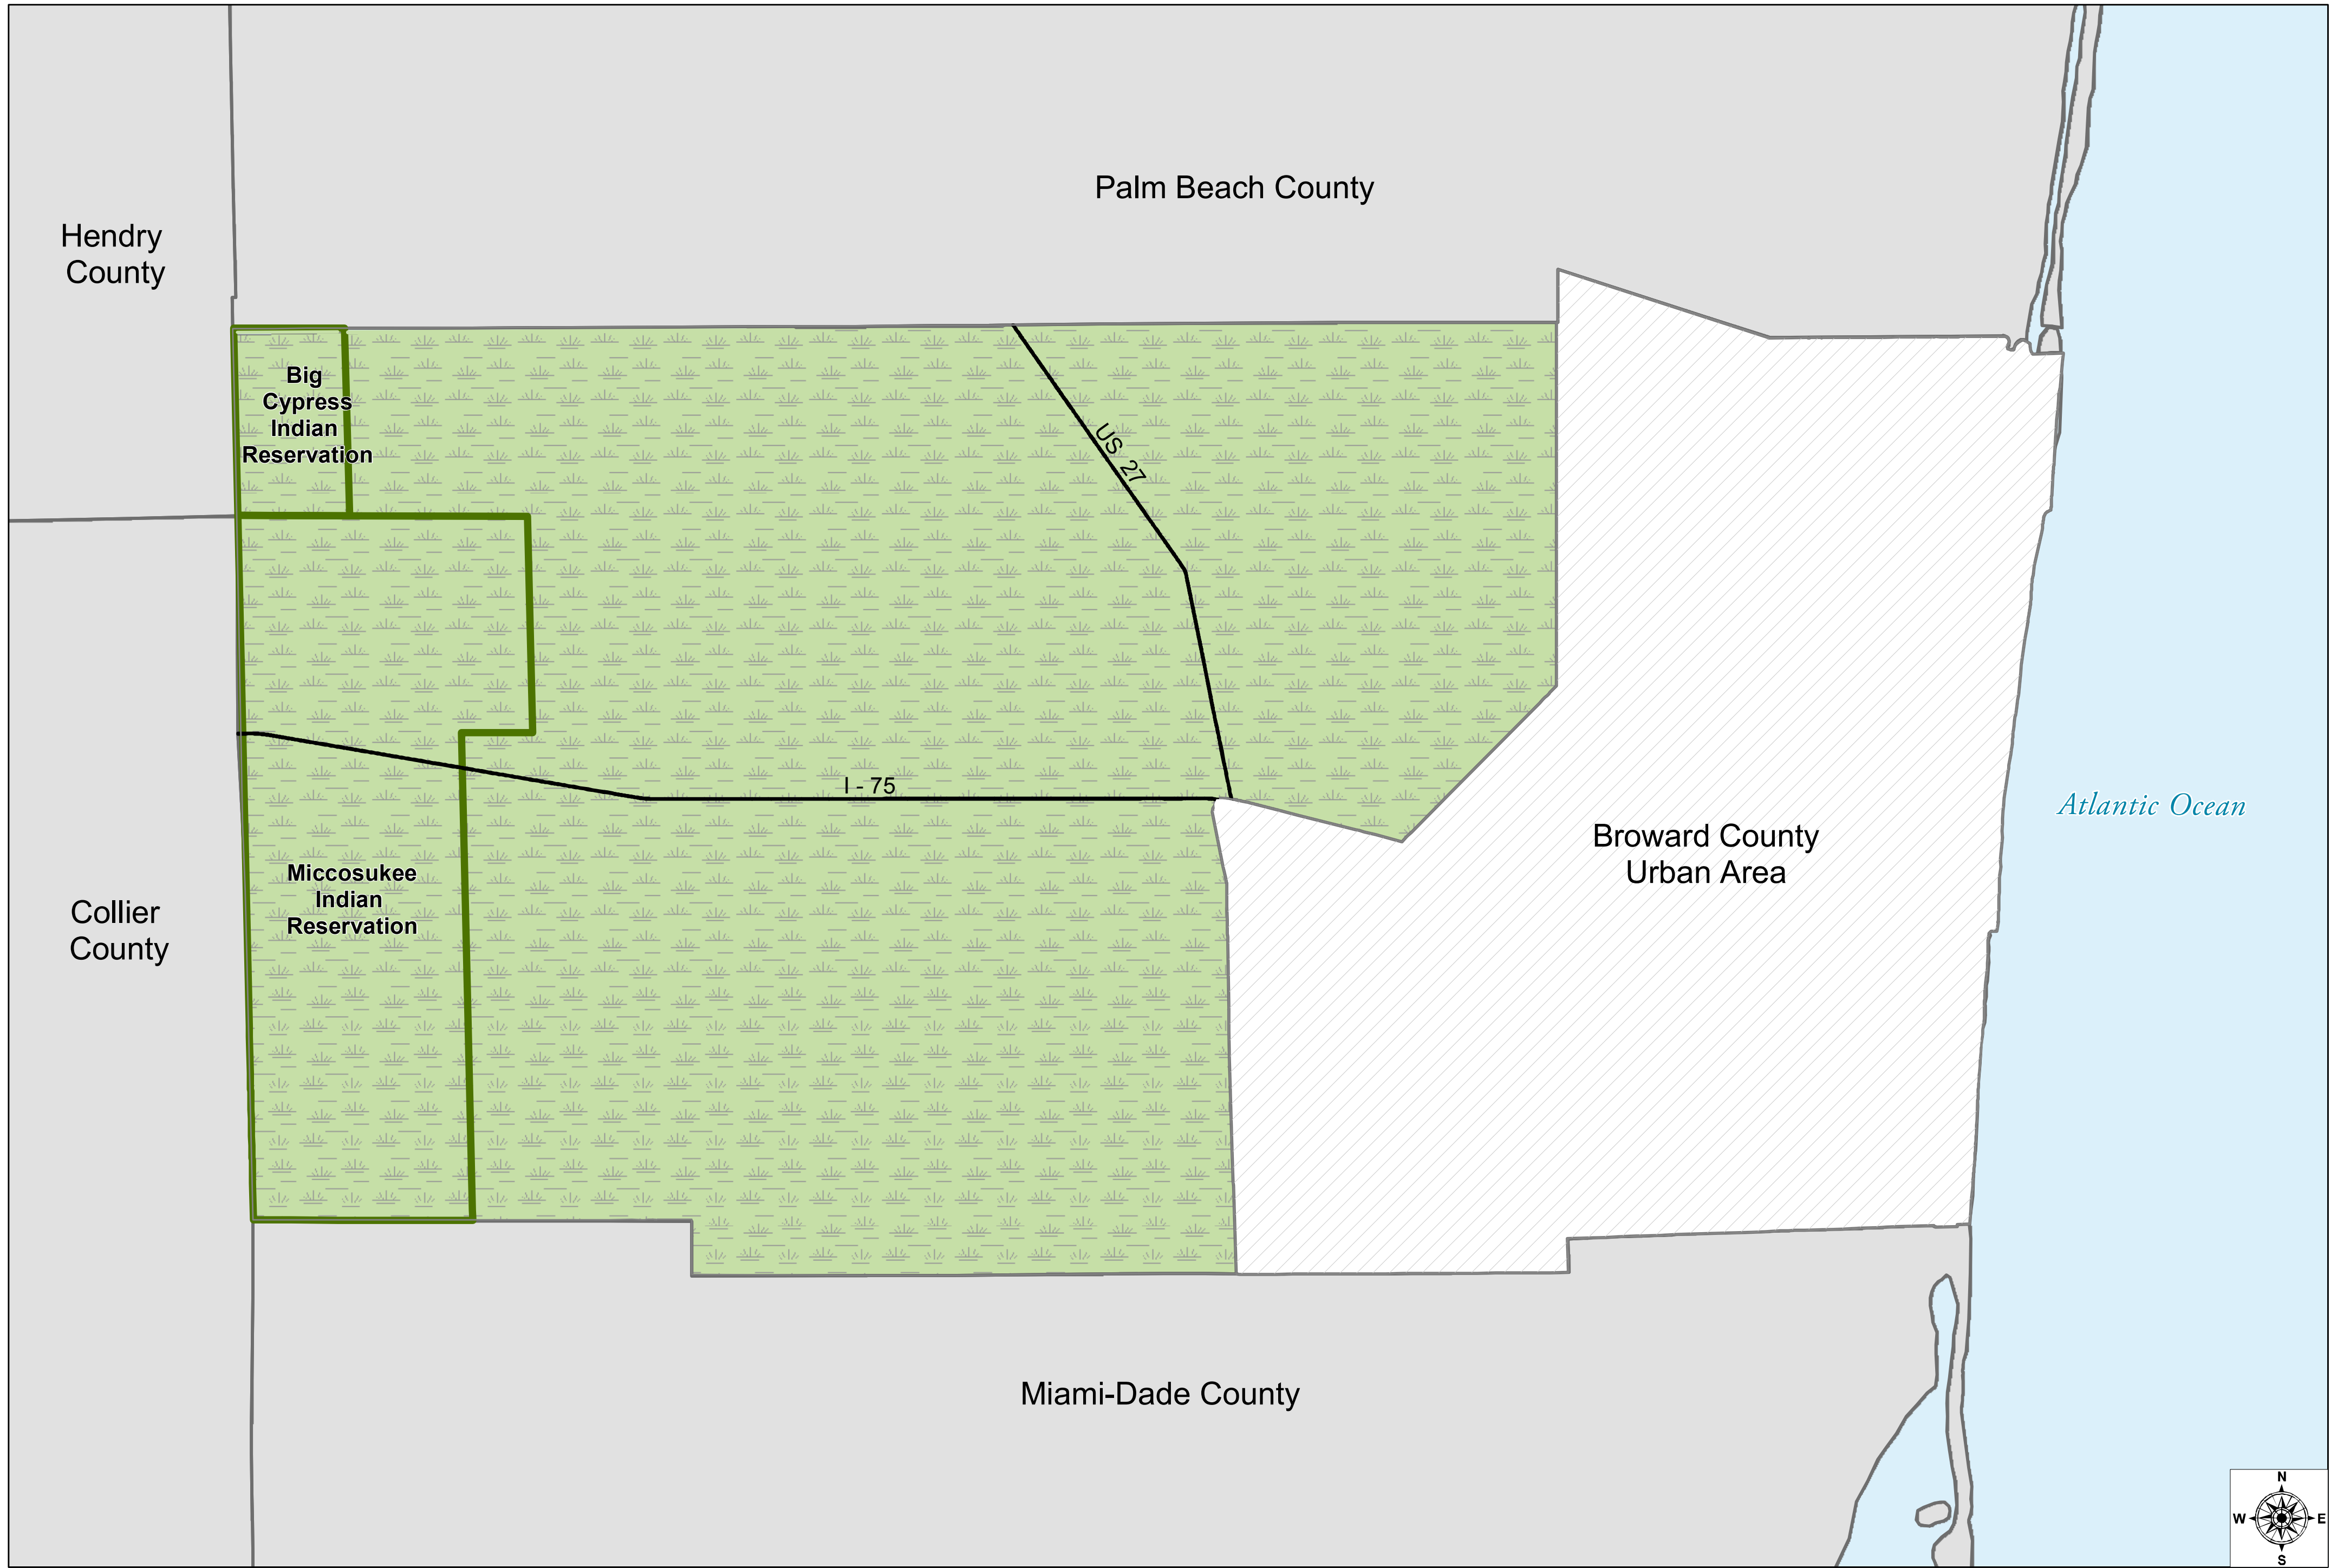 Palm Beach County
Hendry
County
Big
Cypress
Indian
Reservation
US 27
I - 75
Atlantic Ocean
Broward County
Urban Area
Miccosukee
Indian
Reservation
Collier
County
Miami-Dade County
N
W E
S